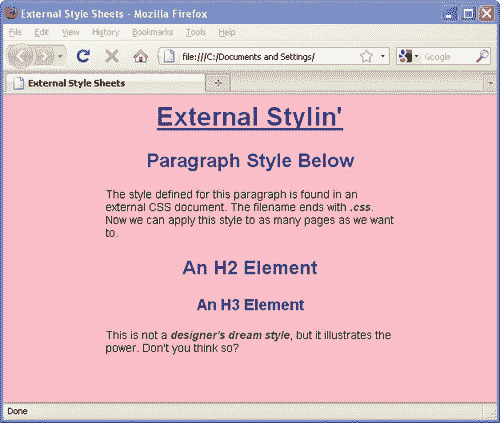 External Style Sheets - Mozilla Firefox
File Edit View History Bookmarks Tools Help
file:///C:/Documents and Settings/ Google
External Style Sheets
External Stylin'
Paragraph Style Below
The style defined for this paragraph is found in an
external CSS document. The filename ends with .css.
Now we can apply this style to as many pages as we want
to.
An H2 Element
An H3 Element
This is not a designer's dream style, but it illustrates the
power. Don't you think so?
Done